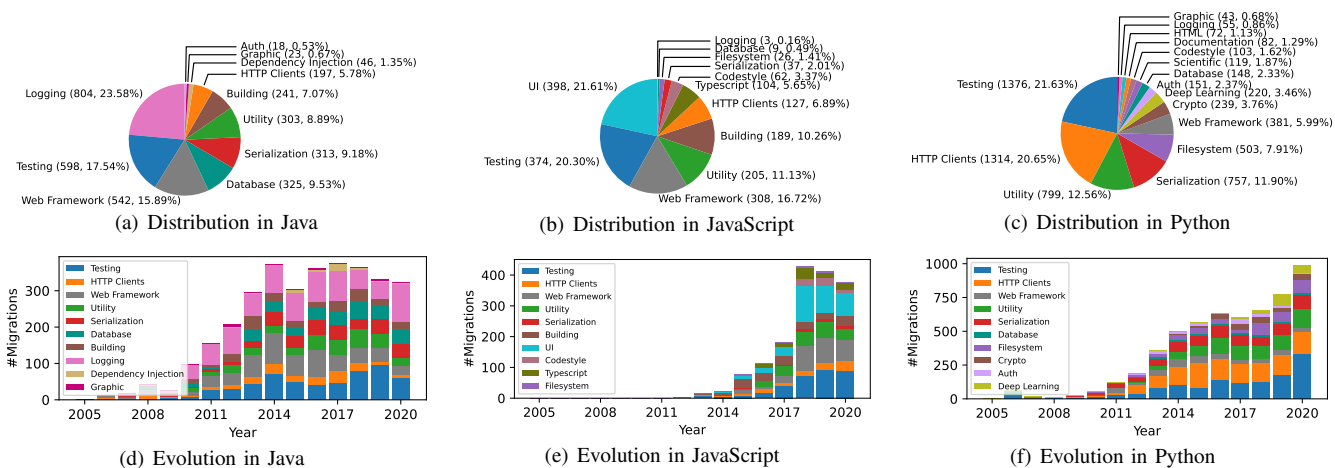 Auth (18, 0.53%)
Graphic (23, 0.67%)
Dependency Injection (46, 1.35%)
HTTP Clients (197, 5.78%)
Building (241, 7.07%)
Utility (303, 8.89%)
Serialization (313, 9.18%)
Database (325, 9.53%)
Web Framework (542, 15.89%)
Testing (598, 17.54%)
Logging (804, 23.58%)
(a) Distribution in Java
Logging (3, 0.16%)
Database (9, 0.49%)
Filesystem (26, 1.41%)
Serialization (37, 2.01%)
Codestyle (62, 3.37%)
Typescript (104, 5.65%)
HTTP Clients (127, 6.89%)
Building (189, 10.26%)
Utility (205, 11.13%)
Web Framework (308, 16.72%)
Testing (374, 20.30%)
UI (398, 21.61%)
(b) Distribution in JavaScript
Graphic (43, 0.68%)
Logging (55, 0.86%)
HTML (72, 1.13%)
Documentation (82, 1.29%)
Codestyle (103, 1.62%)
Scientific (119, 1.87%)
Database (148, 2.33%)
Auth (151, 2.37%)
Deep Learning (220, 3.46%)
Crypto (239, 3.76%)
Web Framework (381, 5.99%)
Filesystem (503, 7.91%)
Serialization (757, 11.90%)
Utility (799, 12.56%)
HTTP Clients (1314, 20.65%)
Testing (1376, 21.63%)
(c) Distribution in Python
#Migrations
300
200
100
0
Testing
HTTP Clients
Web Framework
Utility
Serialization
Database
Building
Logging
Dependency Injection
Graphic
2005 2008 2011 2014 2017 2020
Year
(d) Evolution in Java
#Migrations
400
300
200
100
0
Testing
HTTP Clients
Web Framework
Utility
Serialization
Building
UI
Codestyle
Typescript
Filesystem
2005 2008 2011 2014 2017 2020
Year
(e) Evolution in JavaScript
#Migrations
1000
750
500
250
0
Testing
HTTP Clients
Web Framework
Utility
Serialization
Database
Filesystem
Crypto
Auth
Deep Learning
2005 2008 2011 2014 2017 2020
Year
(f) Evolution in Python